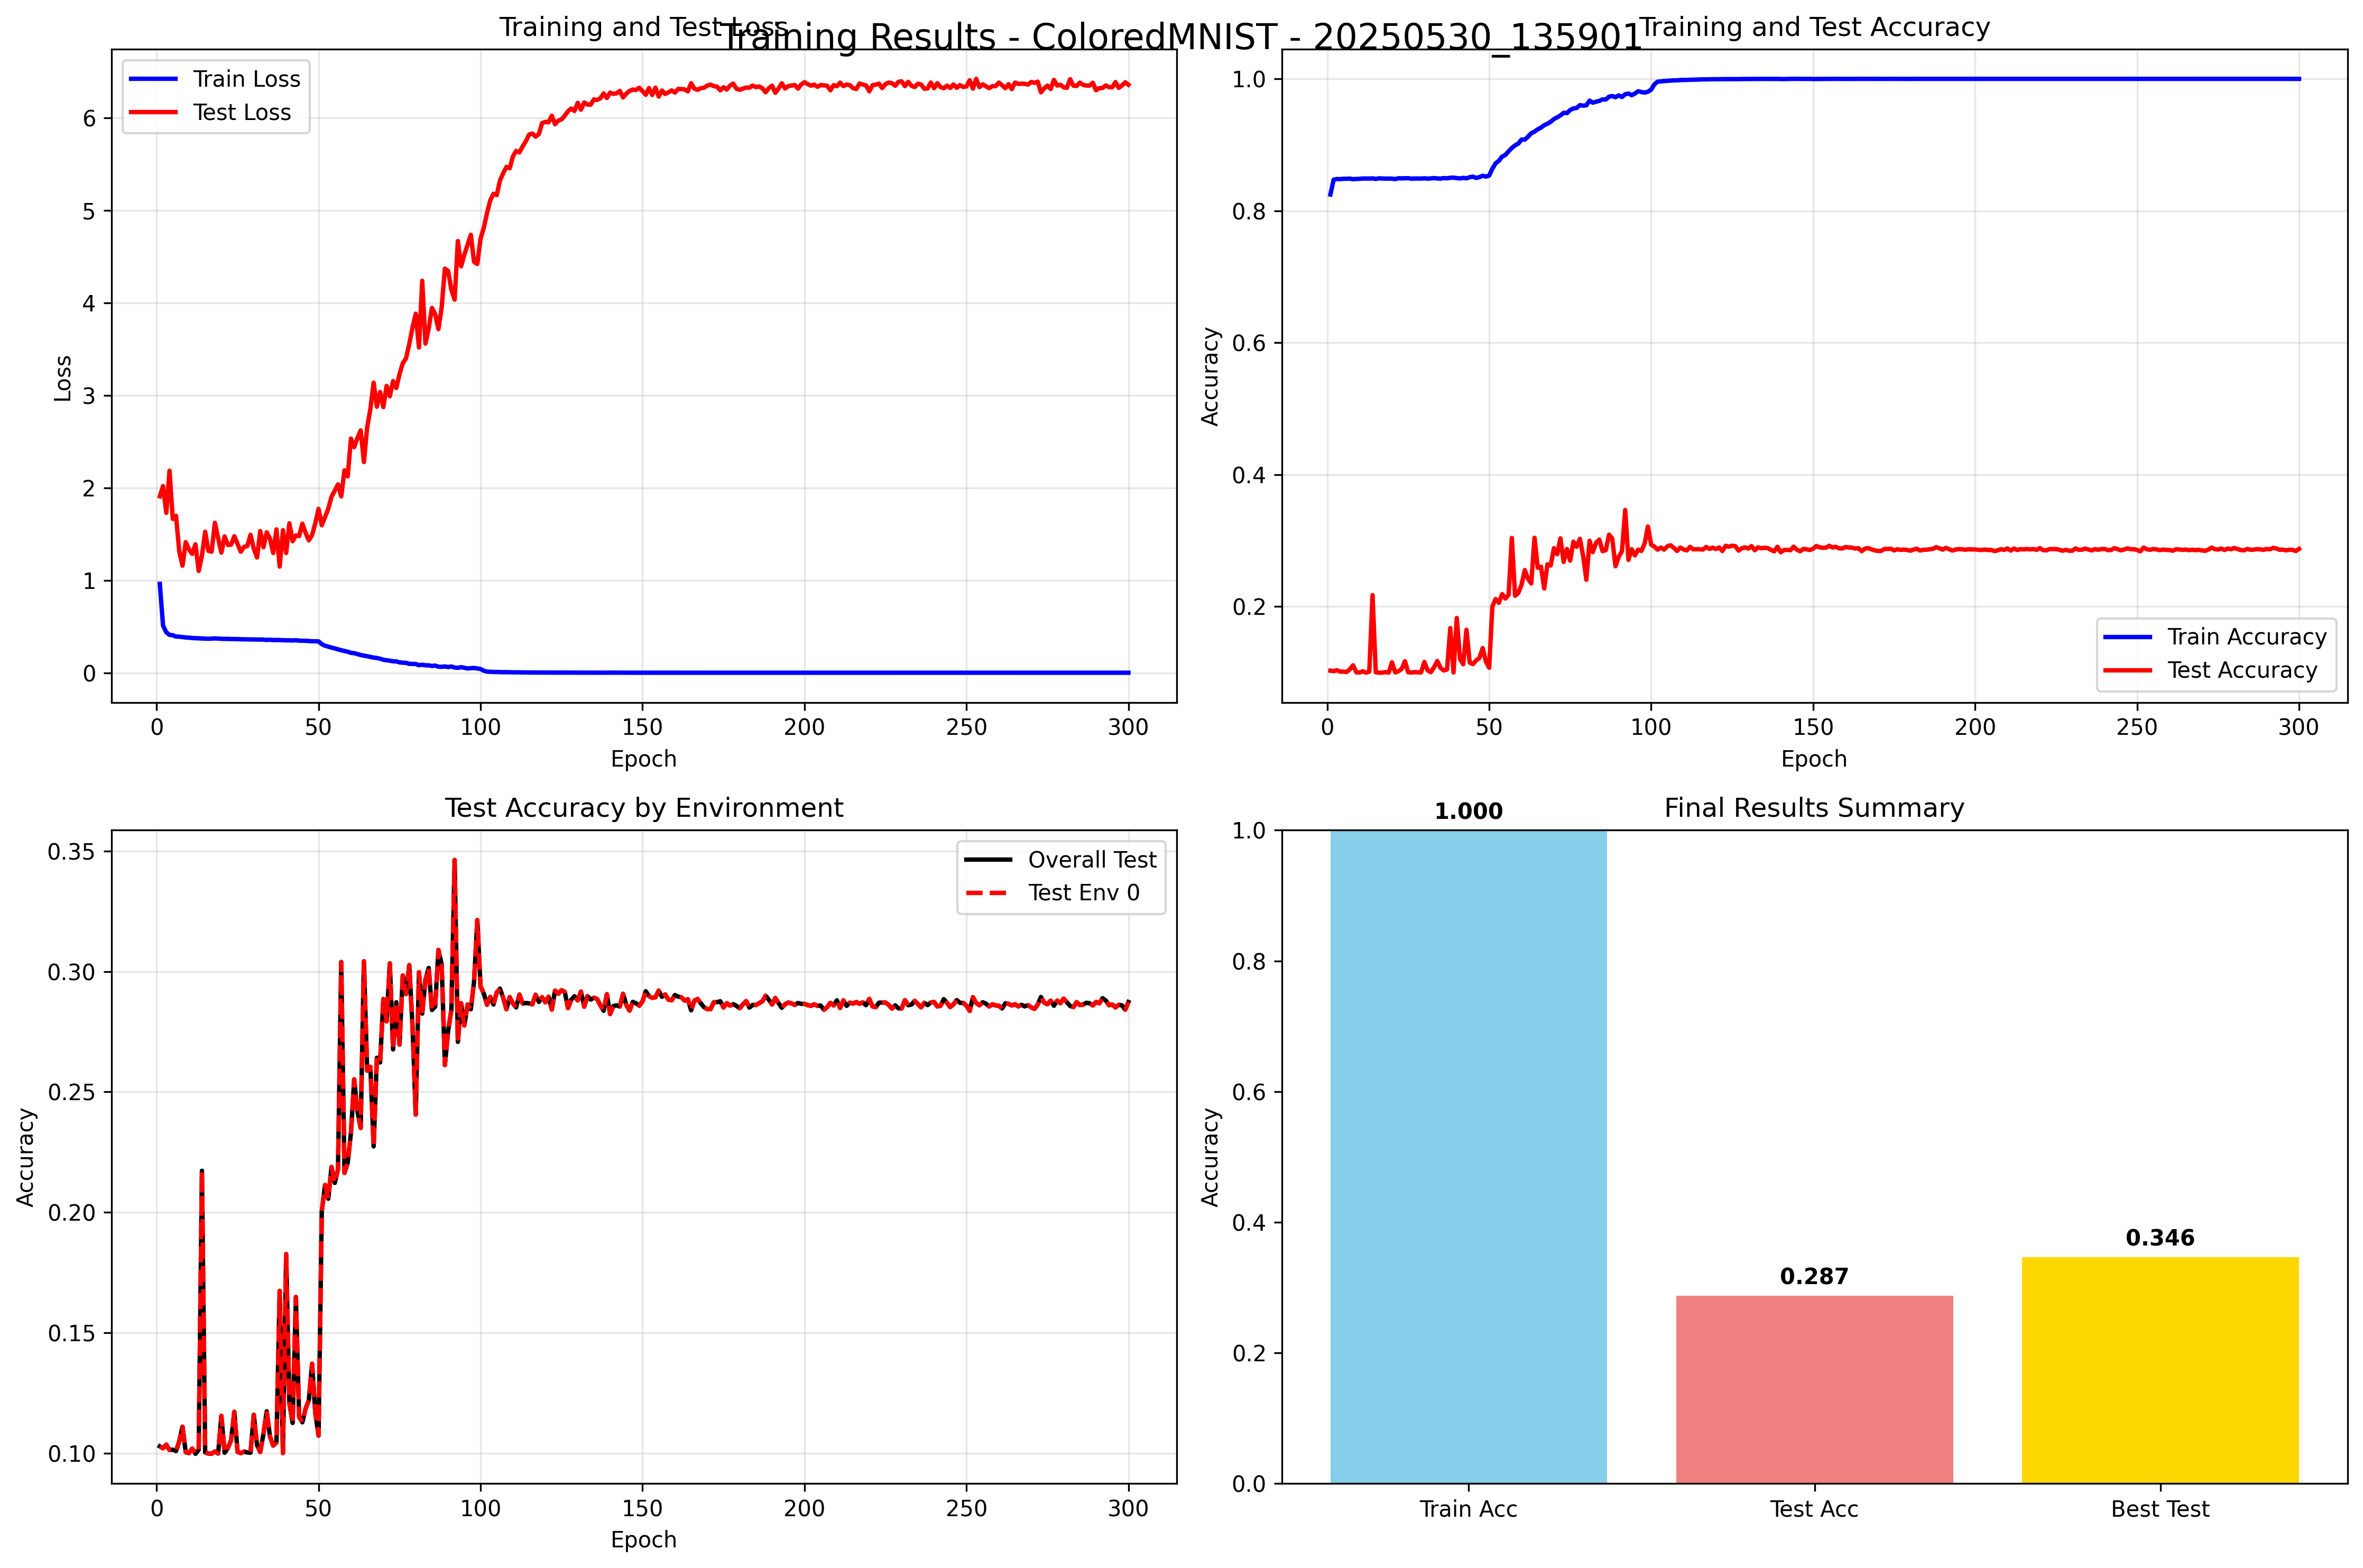 Training Results - ColoredMNIST - 20250530_135901
Training and Test Loss
Train Loss
Test Loss
6
5
4
3
2
1
0
Loss
0 50 100 150 200 250 300
Epoch
Training and Test Accuracy
1.0
0.8
0.6
0.4
0.2
Accuracy
Train Accuracy
Test Accuracy
0 50 100 150 200 250 300
Epoch
Test Accuracy by Environment
Overall Test
Test Env 0
0.35
0.30
0.25
0.20
0.15
0.10
Accuracy
0 50 100 150 200 250 300
Epoch
Final Results Summary
1.000
0.287
0.346
1.0
0.8
0.6
0.4
0.2
0.0
Accuracy
Train Acc Test Acc Best Test